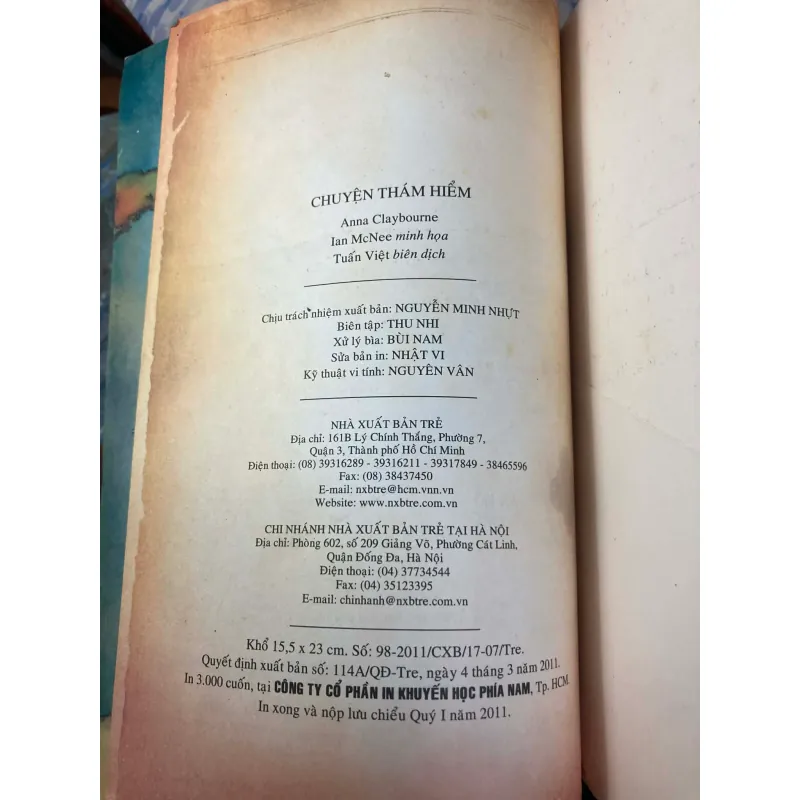 CHUYỆN THÁM HIỂM
Anna Claybourne
Ian McNee minh họa
Tuấn Việt biên dịch
Chịu trách nhiệm xuất bản: NGUYỄN MINH NHỰT
Biên tập: THU NHI
Xử lý bìa: BÙI NAM
Sửa bản in: NHẬT VI
Kỹ thuật vi tính: NGUYÊN VÂN
NHÀ XUẤT BẢN TRẺ
Địa chỉ: 161B Lý Chính Thắng, Phường 7,
Quận 3, Thành phố Hồ Chí Minh
Điện thoại: (08) 39316289 - 39316211 - 39317849 - 38465596
Fax: (08) 38437450
E-mail: nxbtre@hcm.vnn.vn
Website: www.nxbtre.com.vn
CHI NHÁNH NHÀ XUẤT BẢN TRẺ TẠI HÀ NỘI
Địa chỉ: Phòng 602, số 209 Giảng Võ, Phường Cát Linh,
Quận Đống Đa, Hà Nội
Điện thoại: (04) 37734544
Fax: (04) 35123395
E-mail: chinhanh@nxbtre.com.vn
Khổ 15,5 x 23 cm. Số: 98-2011/CXB/17-07/Tre.
Quyết định xuất bản số: 114A/QĐ-Tre, ngày 4 tháng 3 năm 2011.
In 3.000 cuốn, tại CÔNG TY CỔ PHẦN IN KHUYẾN HỌC PHÍA NAM, Tp. HCM.
In xong và nộp lưu chiểu Quý I năm 2011.